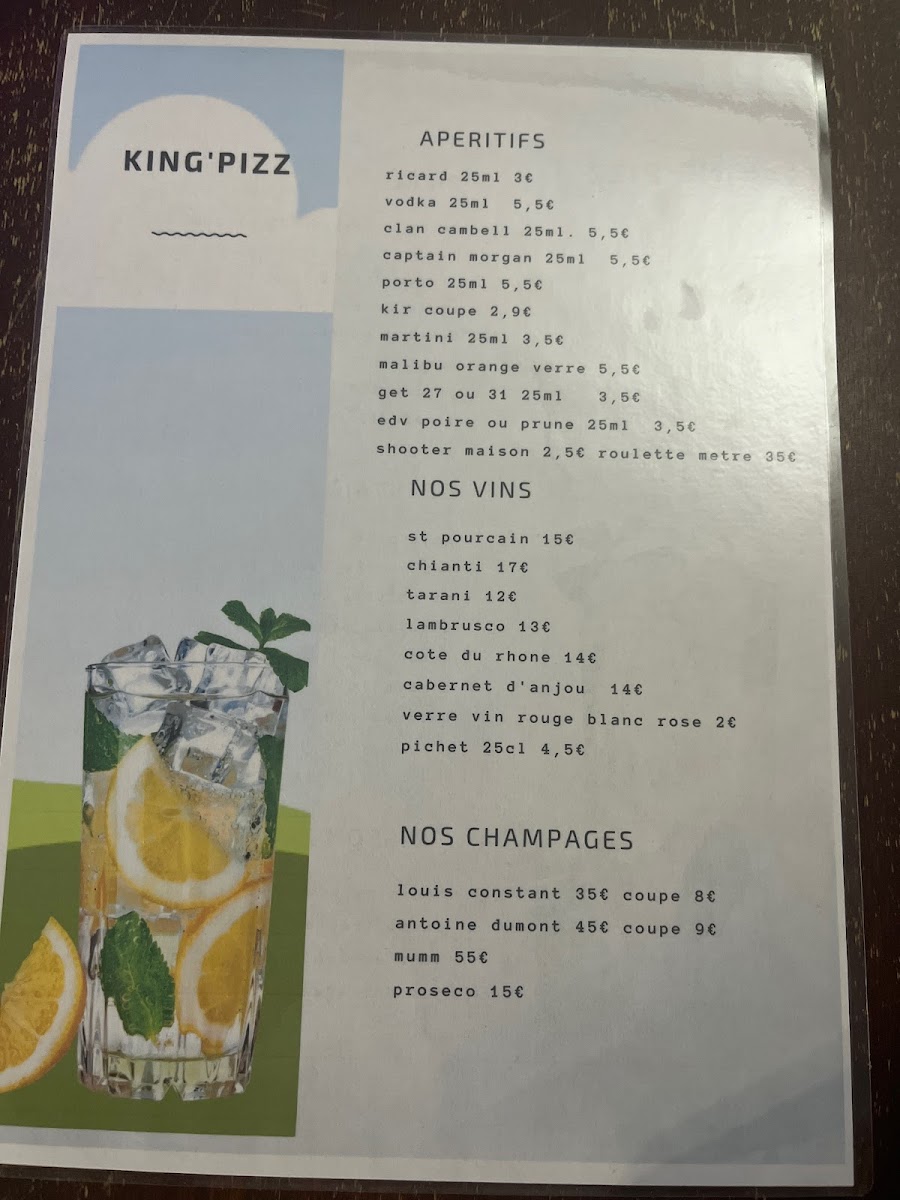 KING'PIZZ
APERITIFS
ricard 25ml 3€
vodka 25ml 5,5€
clan cambell 25ml. 5,5€
captain morgan 25ml 5,5€
porto 25ml 5,5€
kir coupe 2,9€
martini 25ml 3,5€
malibu orange verre 5,5€
get 27 ou 31 25ml 3,5€
edv poire ou prune 25ml 3,5€
shooter maison 2,5€ roulette metre 35€
NOS VINS
st pourcain 15€
chianti 17€
tarani 12€
lambrusco 13€
cote du rhone 14€
cabernet d'anjou 14€
verre vin rouge blanc rose 2€
pichet 25cl 4,5€
NOS CHAMPAGES
louis constant 35€ coupe 8€
antoine dumont 45€ coupe 9€
mumm 55€
proseco 15€